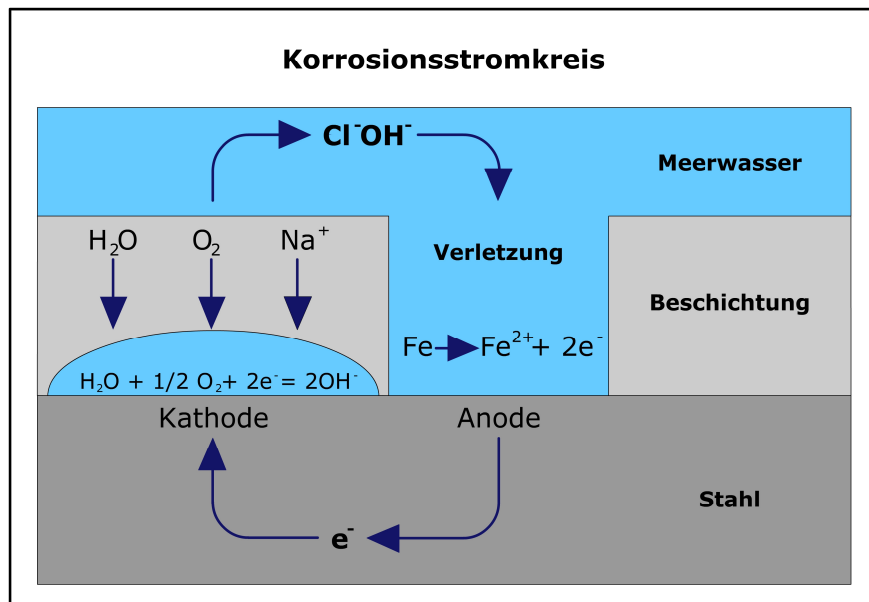 Korrosionsstromkreis
Cl⁻OH⁻
Meerwasser
H₂O O₂ Na⁺
Verletzung
Beschichtung
Fe Fe²⁺+ 2e⁻
H₂O + 1/2 O₂+ 2e⁻= 2OH⁻
Kathode Anode
Stahl
e⁻